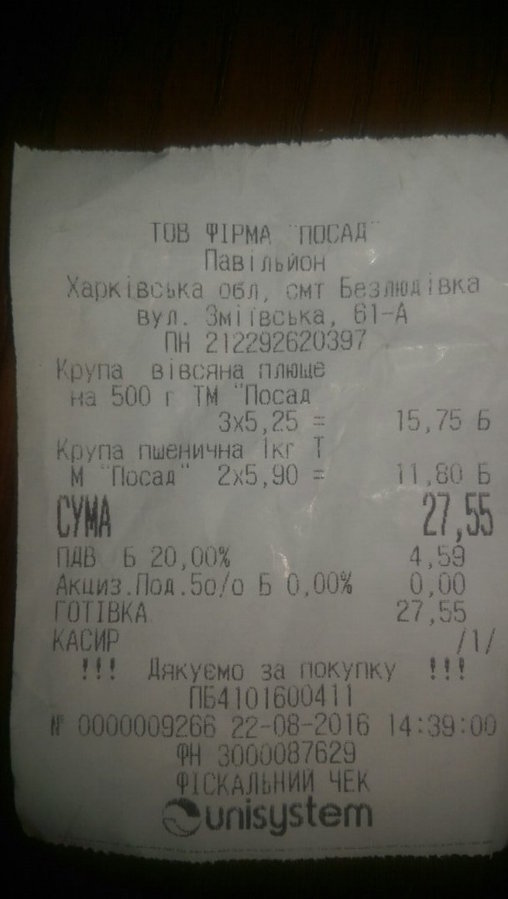 ТОВ ФІРМА "ПОСАД"
Павільйон
Харківська обл, смт Безлюдівка
вул. Зміївська, 61-А
ПН 212292620397
Крупа вівсяна плюще
на 500 г ТМ "Посад
3х5,25 = 15,75 Б
Крупа пшенична 1кг Т
М "Посад" 2х5,90 = 11,80 Б
СУМА 27,55
ПДВ Б 20,00% 4,59
Акциз.Под.5о/о Б 0,00% 0,00
ГОТІВКА 27,55
КАСИР /1/
!!! Дякуємо за покупку !!!
ПБ4101600411
№ 0000009266 22-08-2016 14:39:00
ФН 3000087629
ФІСКАЛЬНИЙ ЧЕК
unisystem